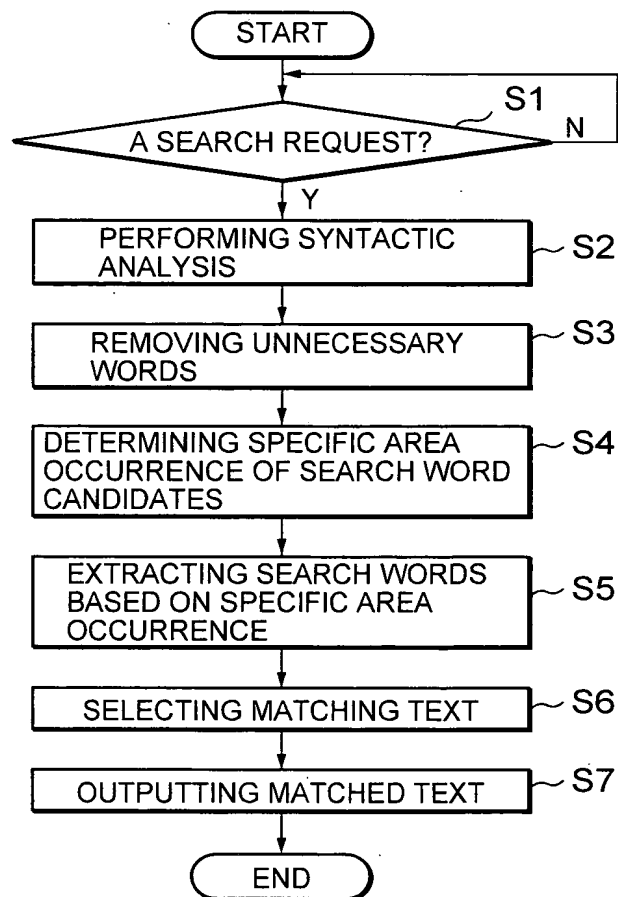 START
S1
A SEARCH REQUEST?
N
Y
PERFORMING SYNTACTIC
ANALYSIS
S2
REMOVING UNNECESSARY
WORDS
S3
DETERMINING SPECIFIC AREA
OCCURRENCE OF SEARCH WORD
CANDIDATES
S4
EXTRACTING SEARCH WORDS
BASED ON SPECIFIC AREA
OCCURRENCE
S5
SELECTING MATCHING TEXT
S6
OUTPUTTING MATCHED TEXT
S7
END